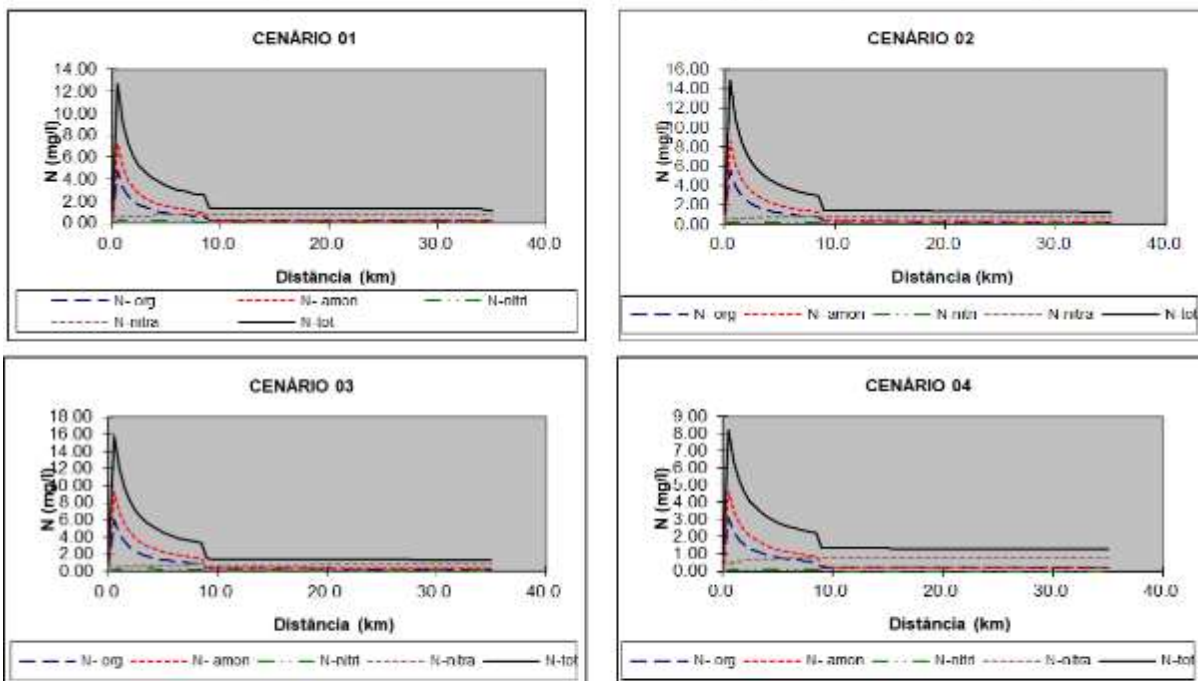 CENÁRIO 01
N (mg/l)
14.00
12.00
10.00
8.00
6.00
4.00
2.00
0.00
0.0 10.0 20.0 30.0 40.0
Distância (km)
N- org N- amon N-nitri
N-nitra N-tot
CENÁRIO 02
N (mg/l)
16.00
14.00
12.00
10.00
8.00
6.00
4.00
2.00
0.00
0.0 10.0 20.0 30.0 40.0
Distância (km)
N- org N- amon N-nitri N-nitra N-tot
CENÁRIO 03
N (mg/l)
18.00
16.00
14.00
12.00
10.00
8.00
6.00
4.00
2.00
0.00
0.0 10.0 20.0 30.0 40.0
Distância (km)
N- org N- amon N-nitri N-nitra N-tot
CENÁRIO 04
N (mg/l)
9.00
8.00
7.00
6.00
5.00
4.00
3.00
2.00
1.00
0.00
0.0 10.0 20.0 30.0 40.0
Distância (km)
N- org N- amon N-nitri N-nitra N-tot